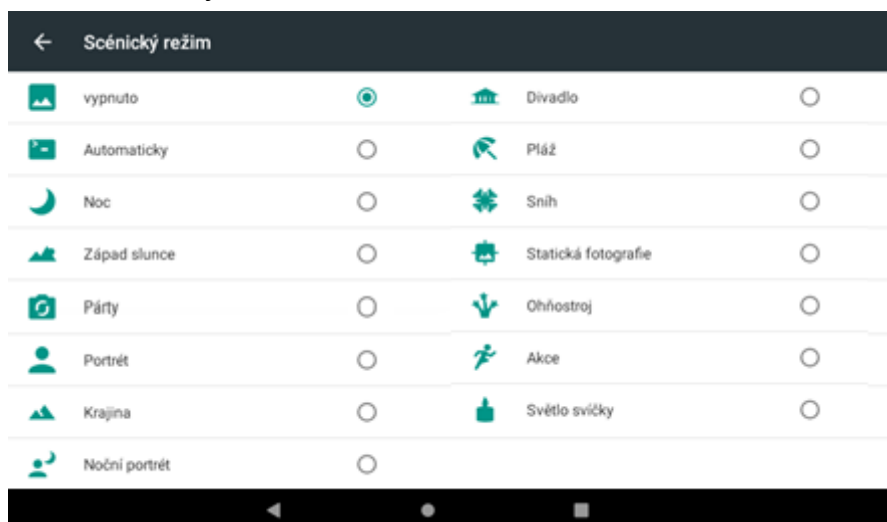 Scénický režim
vypnuto
Automaticky
Noc
Západ slunce
Párty
Portrét
Krajina
Noční portrét
Divadlo
Pláž
Sníh
Statická fotografie
Ohňostroj
Akce
Světlo svíčky